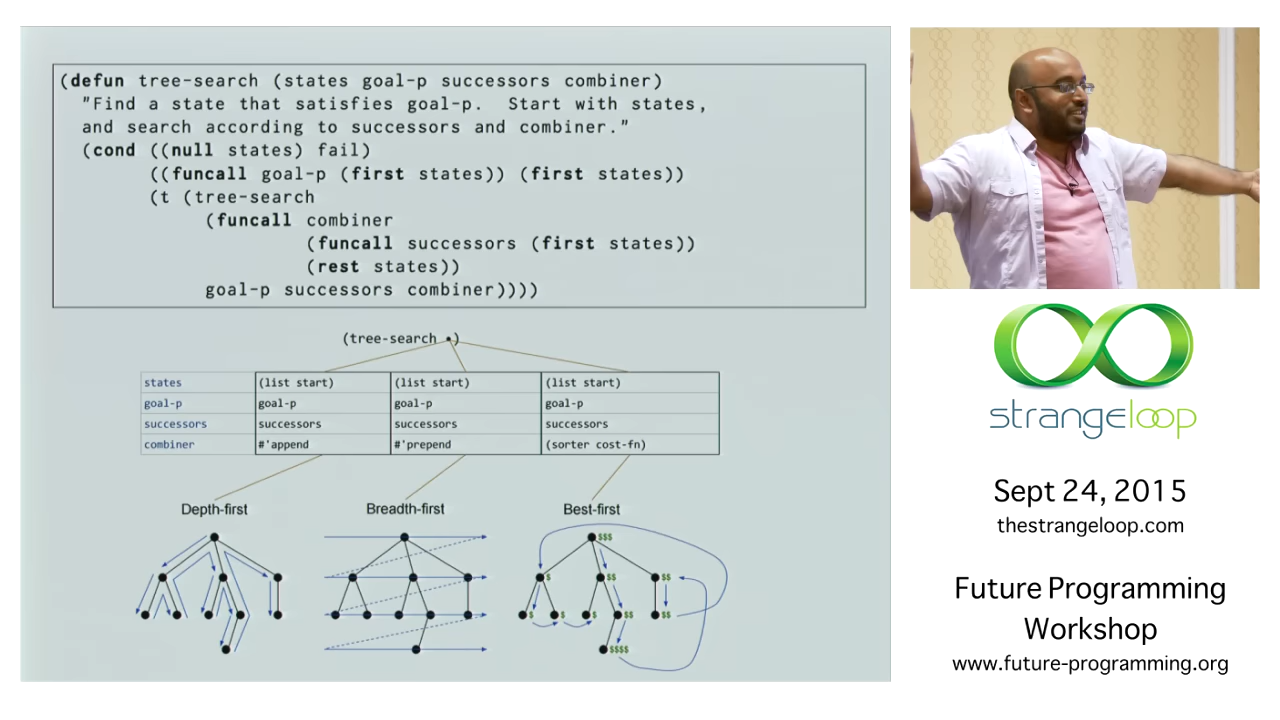 (defun tree-search (states goal-p successors combiner)
"Find a state that satisfies goal-p. Start with states,
and search according to successors and combiner."
(cond ((null states) fail)
((funcall goal-p (first states)) (first states))
(t (tree-search
(funcall combiner
(funcall successors (first states))
(rest states))
goal-p successors combiner))))
(tree-search •)
states (list start) (list start) (list start)
goal-p goal-p goal-p goal-p
successors successors successors successors
combiner #'append #'prepend (sorter cost-fn)
Depth-first Breadth-first Best-first
$$$
$ $$ $$
$ $ $ $$ $$
$$$$
strangeloop
Sept 24, 2015
thestrangeloop.com
Future Programming
Workshop
www.future-programming.org